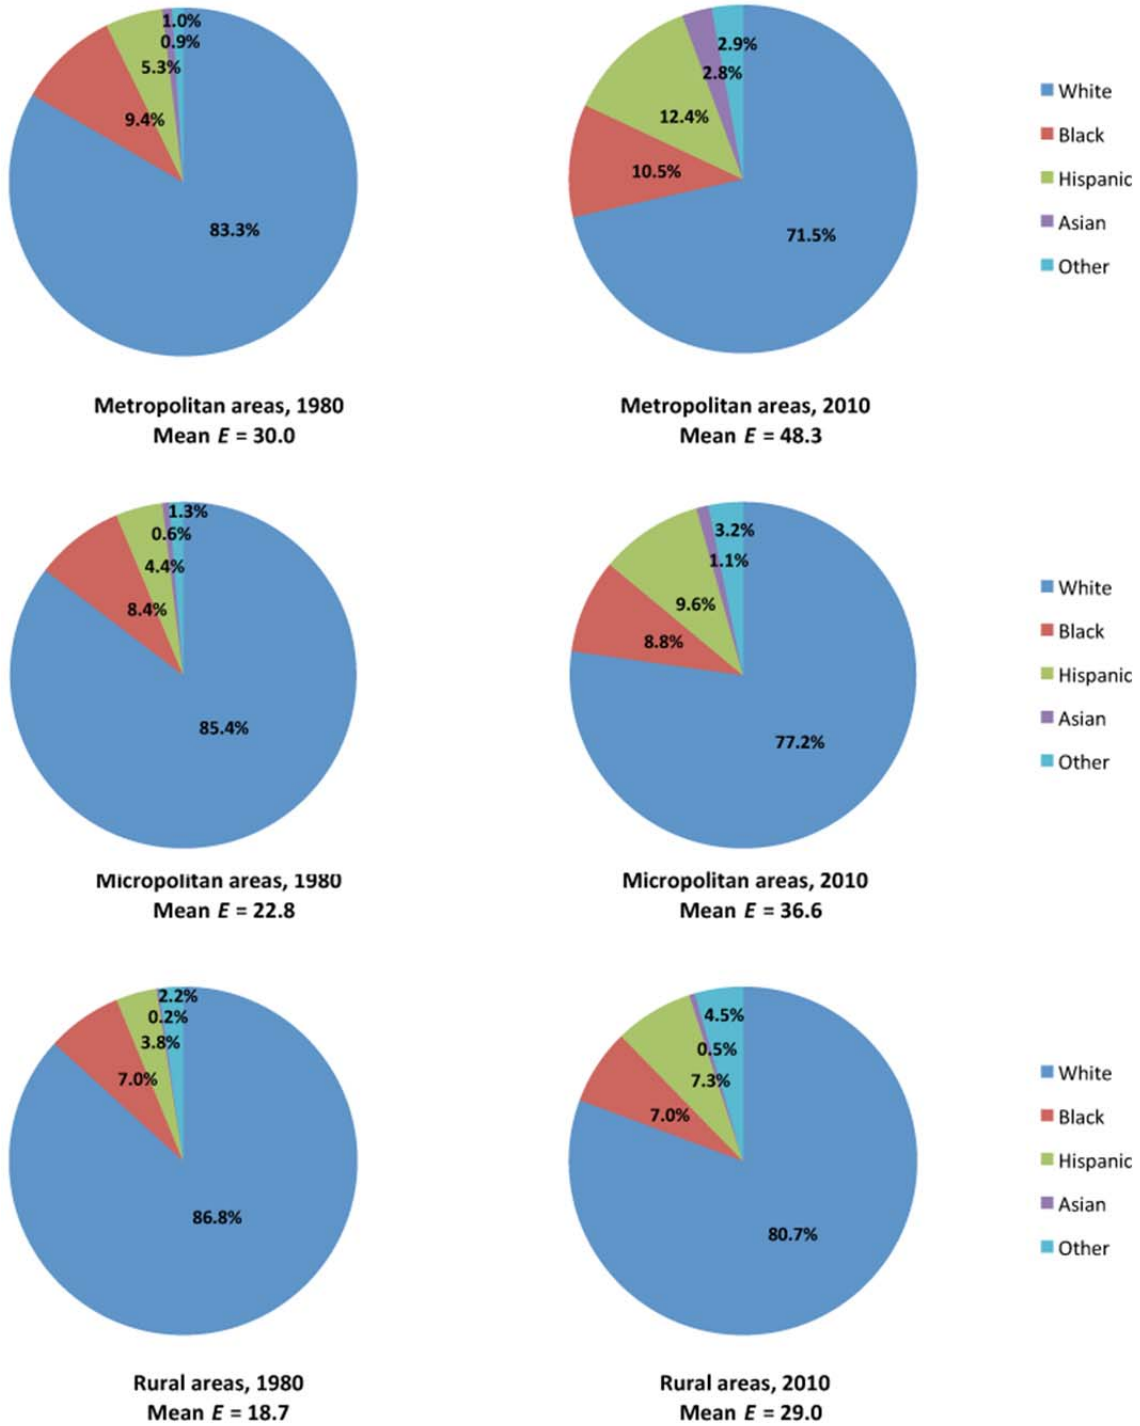 1.0%
0.9%
5.3%
9.4%
83.3%
Metropolitan areas, 1980
Mean E = 30.0
2.9%
2.8%
12.4%
10.5%
71.5%
Metropolitan areas, 2010
Mean E = 48.3
White
Black
Hispanic
Asian
Other
1.3%
0.6%
4.4%
8.4%
85.4%
Micropolitan areas, 1980
Mean E = 22.8
3.2%
1.1%
9.6%
8.8%
77.2%
Micropolitan areas, 2010
Mean E = 36.6
White
Black
Hispanic
Asian
Other
2.2%
0.2%
3.8%
7.0%
86.8%
Rural areas, 1980
Mean E = 18.7
4.5%
0.5%
7.3%
7.0%
80.7%
Rural areas, 2010
Mean E = 29.0
White
Black
Hispanic
Asian
Other